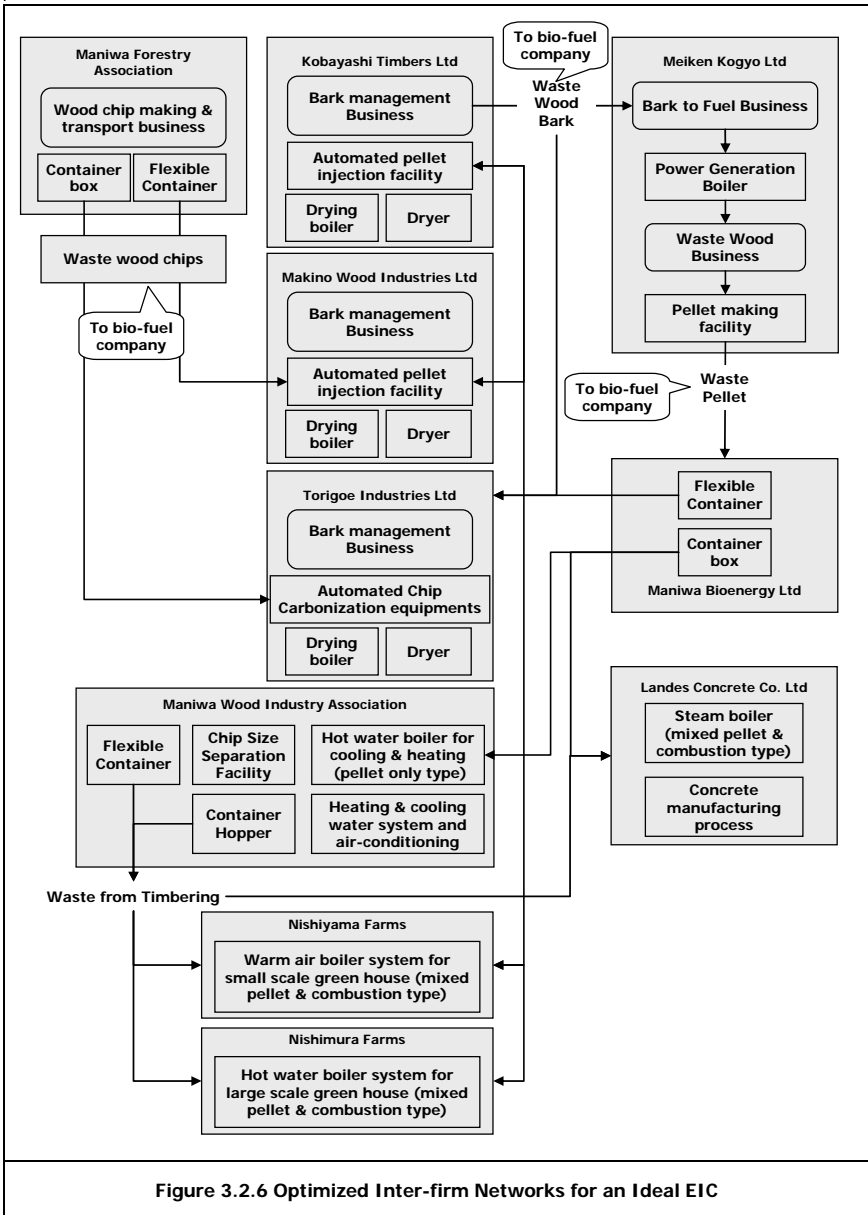 Maniwa Forestry
Association
Wood chip making &
transport business
Container
box
Flexible
Container
Waste wood chips
To bio-fuel
company
Kobayashi Timbers Ltd
Bark management
Business
Automated pellet
injection facility
Drying
boiler
Dryer
To bio-fuel
company
Waste
Wood
Bark
Meiken Kogyo Ltd
Bark to Fuel Business
Power Generation
Boiler
Waste Wood
Business
Pellet making
facility
To bio-fuel
company
Waste
Pellet
Makino Wood Industries Ltd
Bark management
Business
Automated pellet
injection facility
Drying
boiler
Dryer
Torigoe Industries Ltd
Bark management
Business
Automated Chip
Carbonization equipments
Drying
boiler
Dryer
Flexible
Container
Container
box
Maniwa Bioenergy Ltd
Maniwa Wood Industry Association
Flexible
Container
Chip Size
Separation
Facility
Hot water boiler for
cooling & heating
(pellet only type)
Container
Hopper
Heating & cooling
water system and
air-conditioning
Landes Concrete Co. Ltd
Steam boiler
(mixed pellet &
combustion type)
Concrete
manufacturing
process
Waste from Timbering
Nishiyama Farms
Warm air boiler system for
small scale green house (mixed
pellet & combustion type)
Nishimura Farms
Hot water boiler system for
large scale green house (mixed
pellet & combustion type)
Figure 3.2.6 Optimized Inter-firm Networks for an Ideal EIC